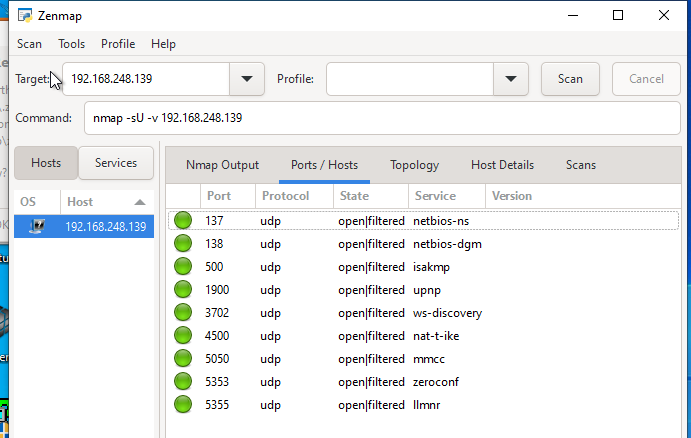 Zenmap
Scan Tools Profile Help
Target: 192.168.248.139 Profile: Scan Cancel
Command: nmap -sU -v 192.168.248.139
Hosts Services Nmap Output Ports / Hosts Topology Host Details Scans
OS Host Port Protocol State Service Version
192.168.248.139 137 udp open|filtered netbios-ns
138 udp open|filtered netbios-dgm
500 udp open|filtered isakmp
1900 udp open|filtered upnp
3702 udp open|filtered ws-discovery
4500 udp open|filtered nat-t-ike
5050 udp open|filtered mmcc
5353 udp open|filtered zeroconf
5355 udp open|filtered llmnr